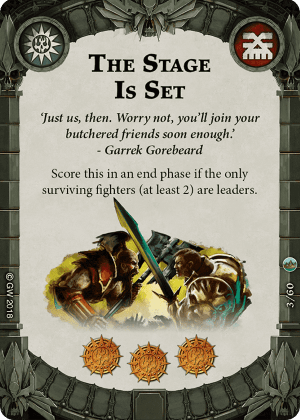 The Stage
Is Set
'Just us, then. Worry not, you'll join your
butchered friends soon enough.'
- Garrek Gorebeard
Score this in an end phase if the only
surviving fighters (at least 2) are leaders.
© GW 2018
3/60